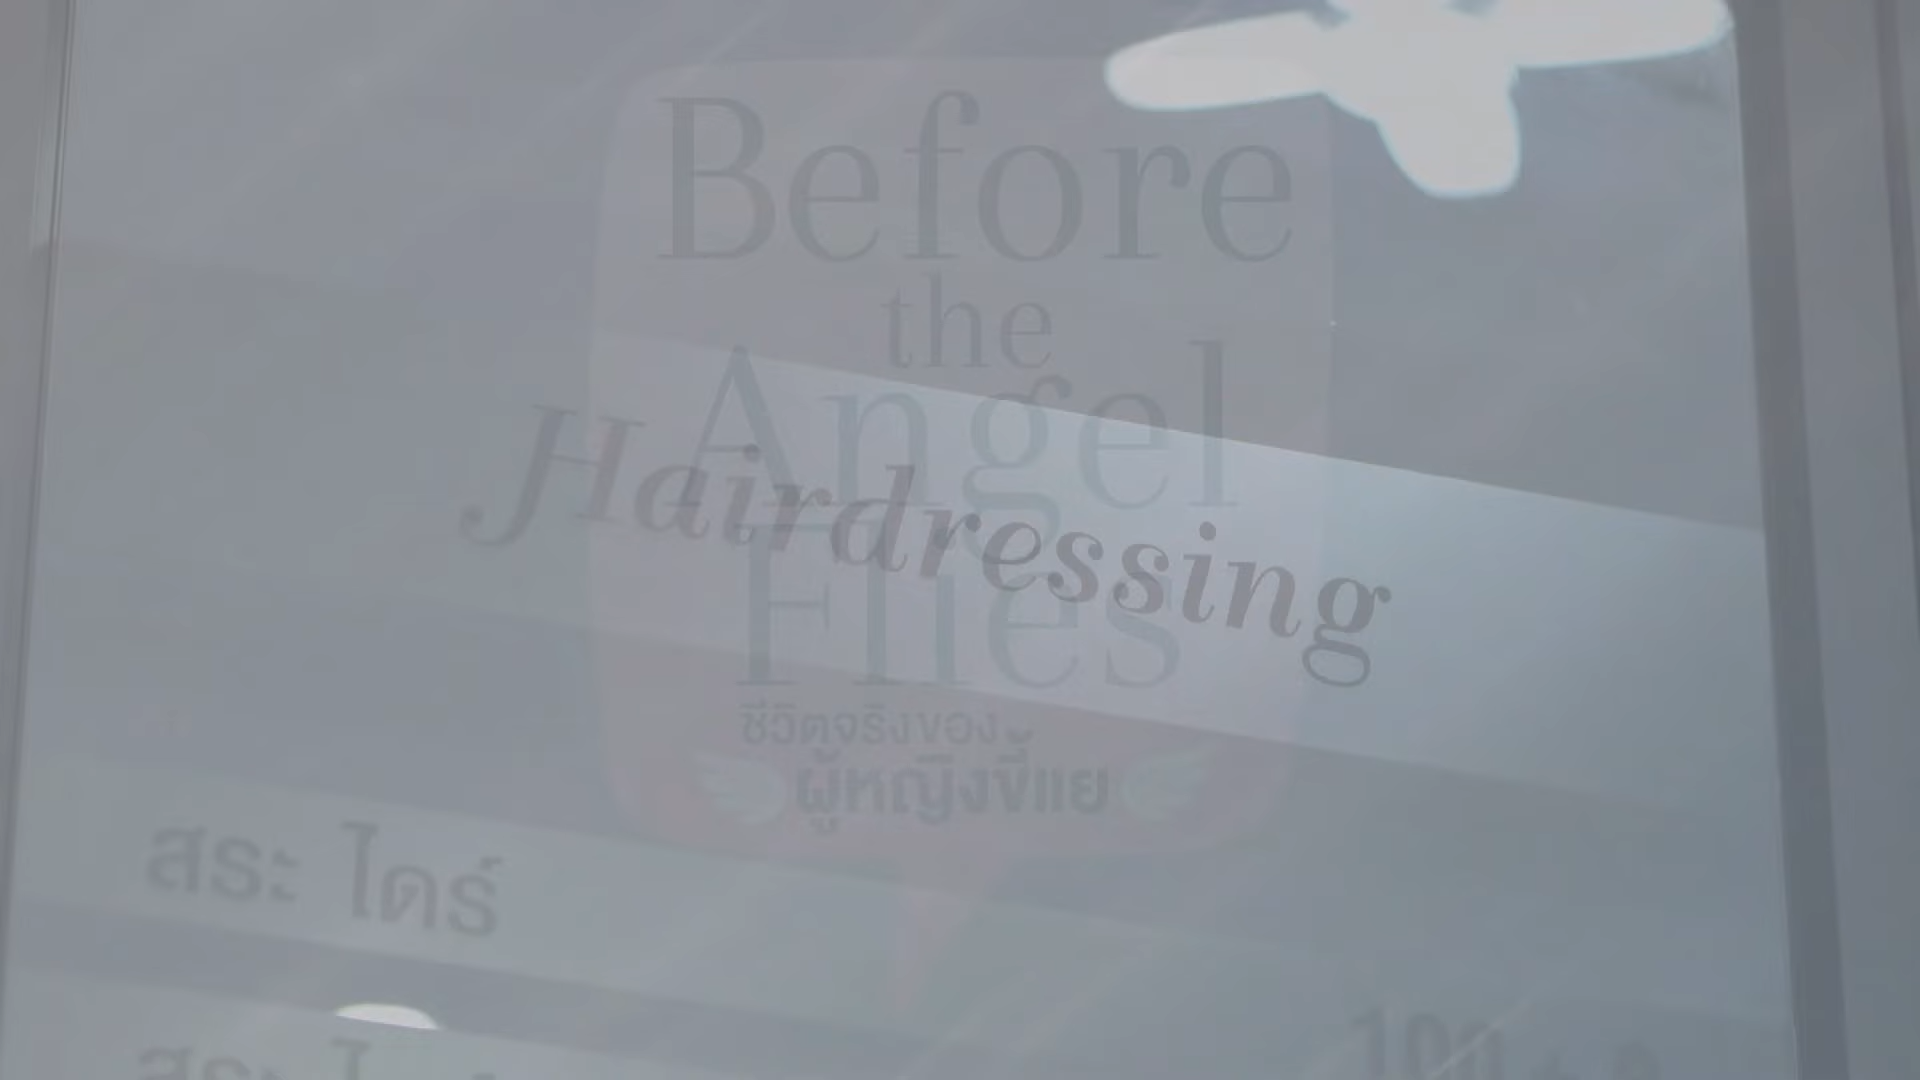 Before
the
Angel
Flies
ชีวิตจริงของ
ผู้หญิงขี้แย
Hairdressing
สระ ไดร์
100